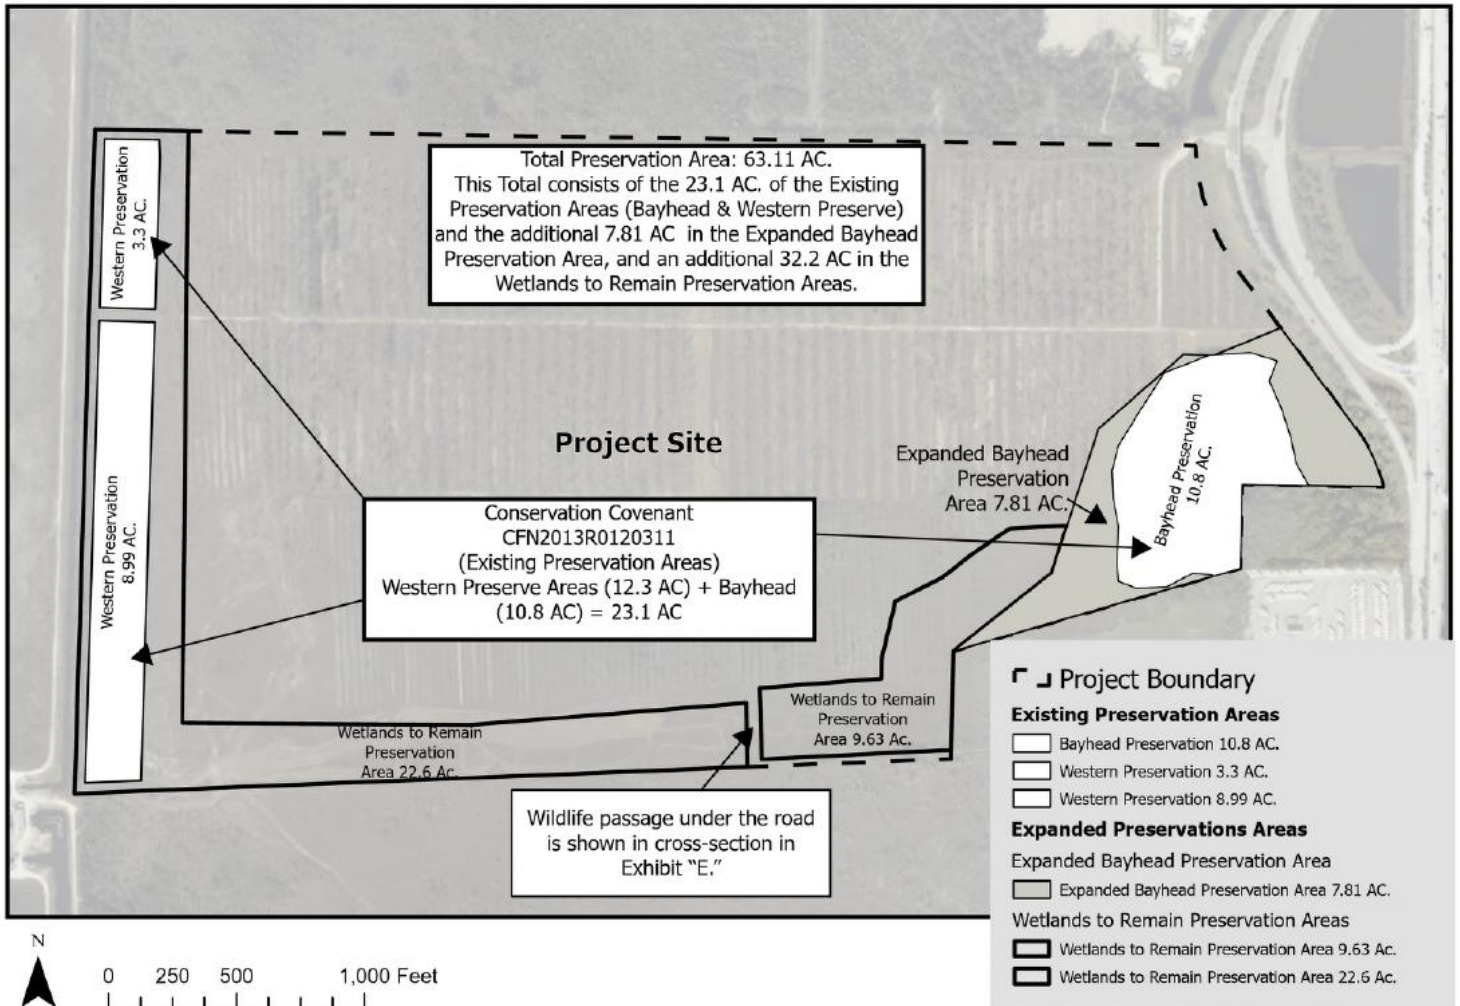 Total Preservation Area: 63.11 AC.
This Total consists of the 23.1 AC. of the Existing
Preservation Areas (Bayhead & Western Preserve)
and the additional 7.81 AC in the Expanded Bayhead
Preservation Area, and an additional 32.2 AC in the
Wetlands to Remain Preservation Areas.
Western Preservation
3.3 AC.
Western Preservation
8.99 AC.
Project Site
Expanded Bayhead
Preservation
Area 7.81 AC.
Bayhead Preservation
10.8 AC.
Conservation Covenant
CFN2013R0120311
(Existing Preservation Areas)
Western Preserve Areas (12.3 AC) + Bayhead
(10.8 AC) = 23.1 AC
Wetlands to Remain
Preservation
Area 9.63 Ac.
Wetlands to Remain
Preservation
Area 22.6 Ac.
Wildlife passage under the road
is shown in cross-section in
Exhibit “E.”
Project Boundary
Existing Preservation Areas
Bayhead Preservation 10.8 AC.
Western Preservation 3.3 AC.
Western Preservation 8.99 AC.
Expanded Preservations Areas
Expanded Bayhead Preservation Area
Expanded Bayhead Preservation Area 7.81 AC.
Wetlands to Remain Preservation Areas
Wetlands to Remain Preservation Area 9.63 Ac.
Wetlands to Remain Preservation Area 22.6 Ac.
N
0 250 500 1,000 Feet